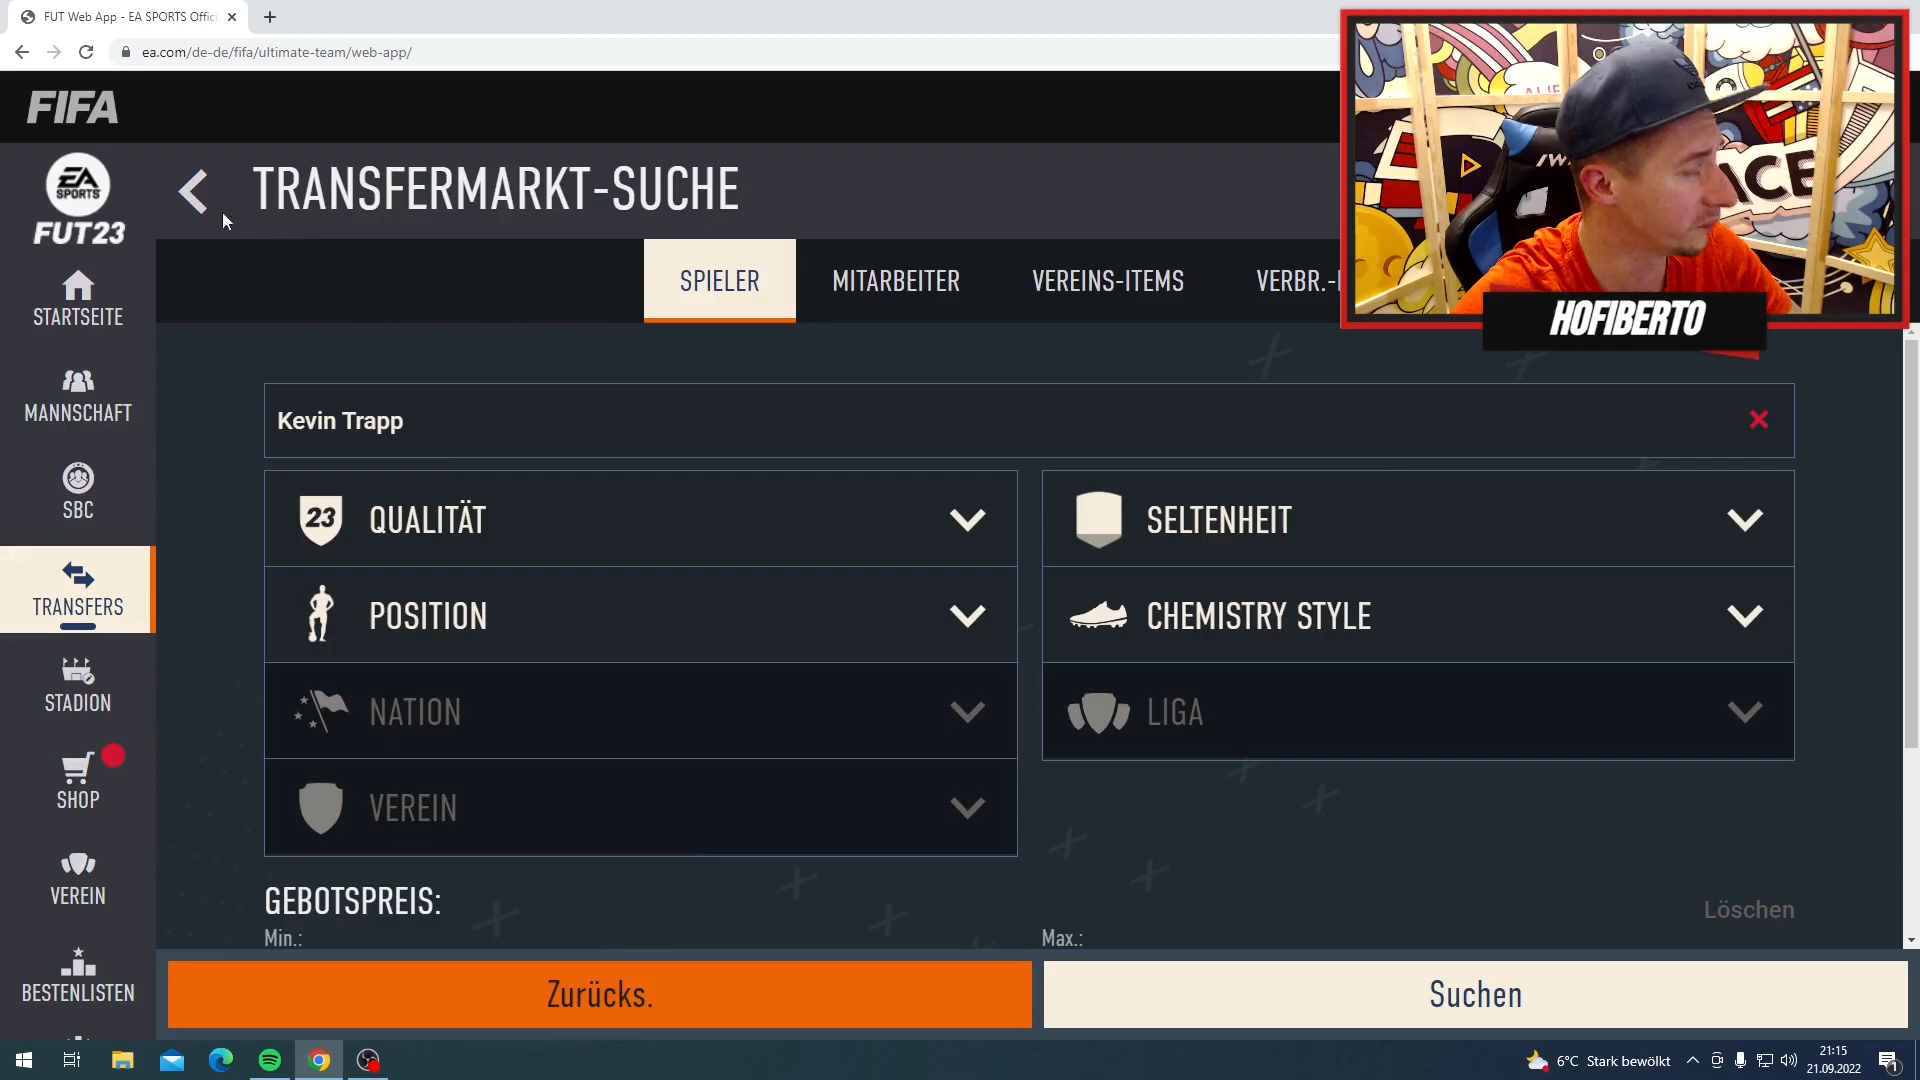 FUT Web App - EA SPORTS Offici
ea.com/de-de/fifa/ultimate-team/web-app/
FIFA
EA
SPORTS
FUT23
TRANSFERMARKT-SUCHE
SPIELER
MITARBEITER
VEREINS-ITEMS
VERBR.-
HOFIBERTO
STARTSEITE
MANNSCHAFT
SBC
TRANSFERS
STADION
SHOP
VEREIN
BESTENLISTEN
Kevin Trapp
23
QUALITÄT
SELTENHEIT
POSITION
CHEMISTRY STYLE
NATION
LIGA
VEREIN
GEBOTSPREIS:
Löschen
Min.:
Max.:
Zurücks.
Suchen
6°C Stark bewölkt
21:15
21.09.2022
1